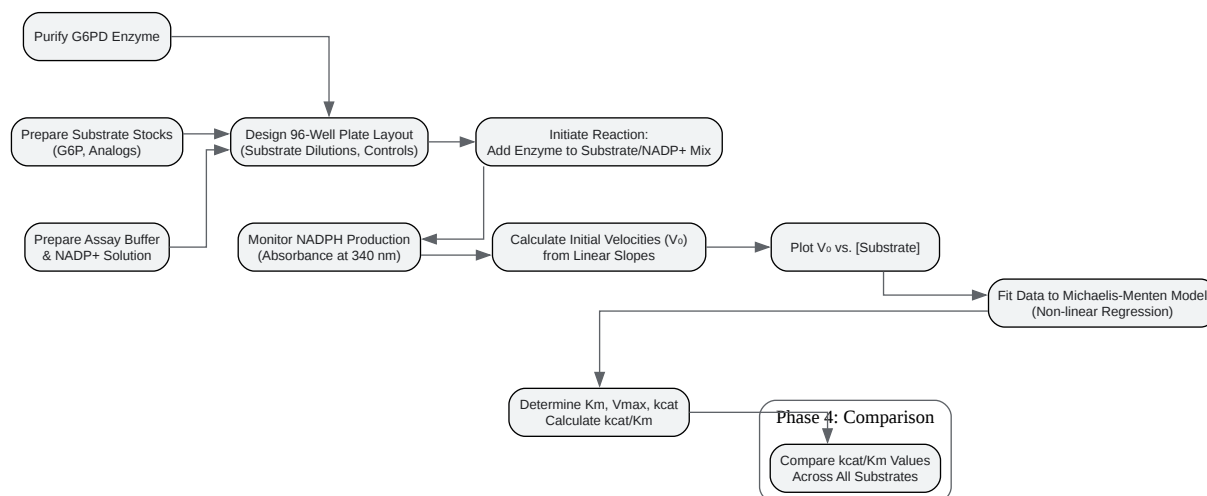 Purify G6PD Enzyme
Prepare Substrate Stocks
(G6P, Analogs)
Design 96-Well Plate Layout
(Substrate Dilutions, Controls)
Initiate Reaction:
Add Enzyme to Substrate/NADP+ Mix
Prepare Assay Buffer
& NADP+ Solution
Monitor NADPH Production
(Absorbance at 340 nm)
Calculate Initial Velocities (V₀)
from Linear Slopes
Plot V₀ vs. [Substrate]
Fit Data to Michaelis-Menten Model
(Non-linear Regression)
Determine Km, Vmax, kcat
Calculate kcat/Km
Phase 4: Comparison
Compare kcat/Km Values
Across All Substrates